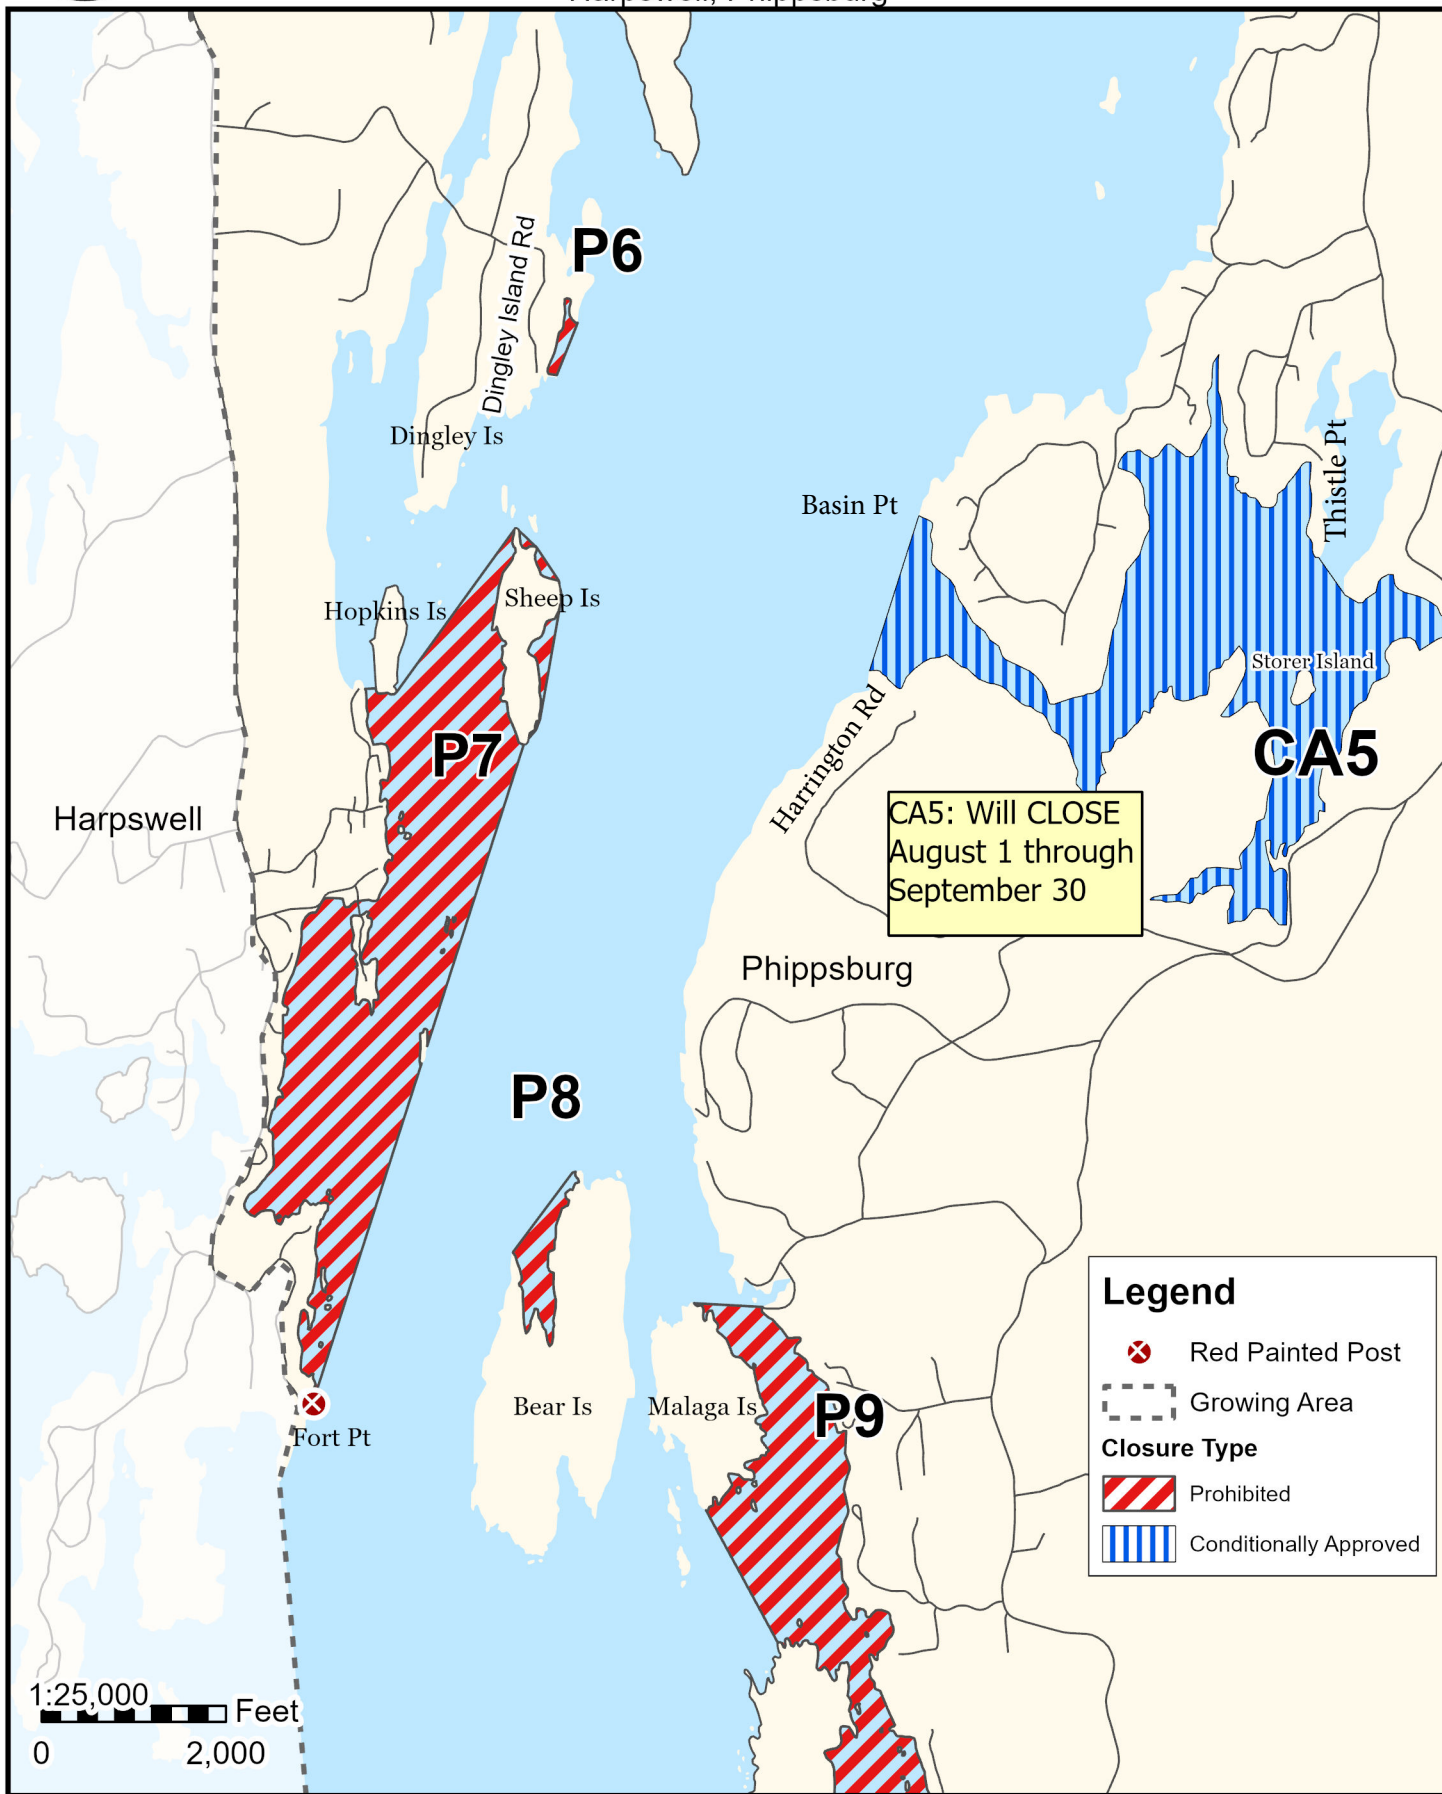 Harpswell, Phippsburg
P6
Dingley Island Rd
Dingley Is
Basin Pt
Thistle Pt
Hopkins Is
Sheep Is
Storer Island
Harrington Rd
P7
CA5
Harpswell
CA5: Will CLOSE
August 1 through
September 30
Phippsburg
P8
Bear Is
Malaga Is
P9
Fort Pt
Legend
Red Painted Post
Growing Area
Closure Type
Prohibited
Conditionally Approved
1:25,000
Feet
0 2,000